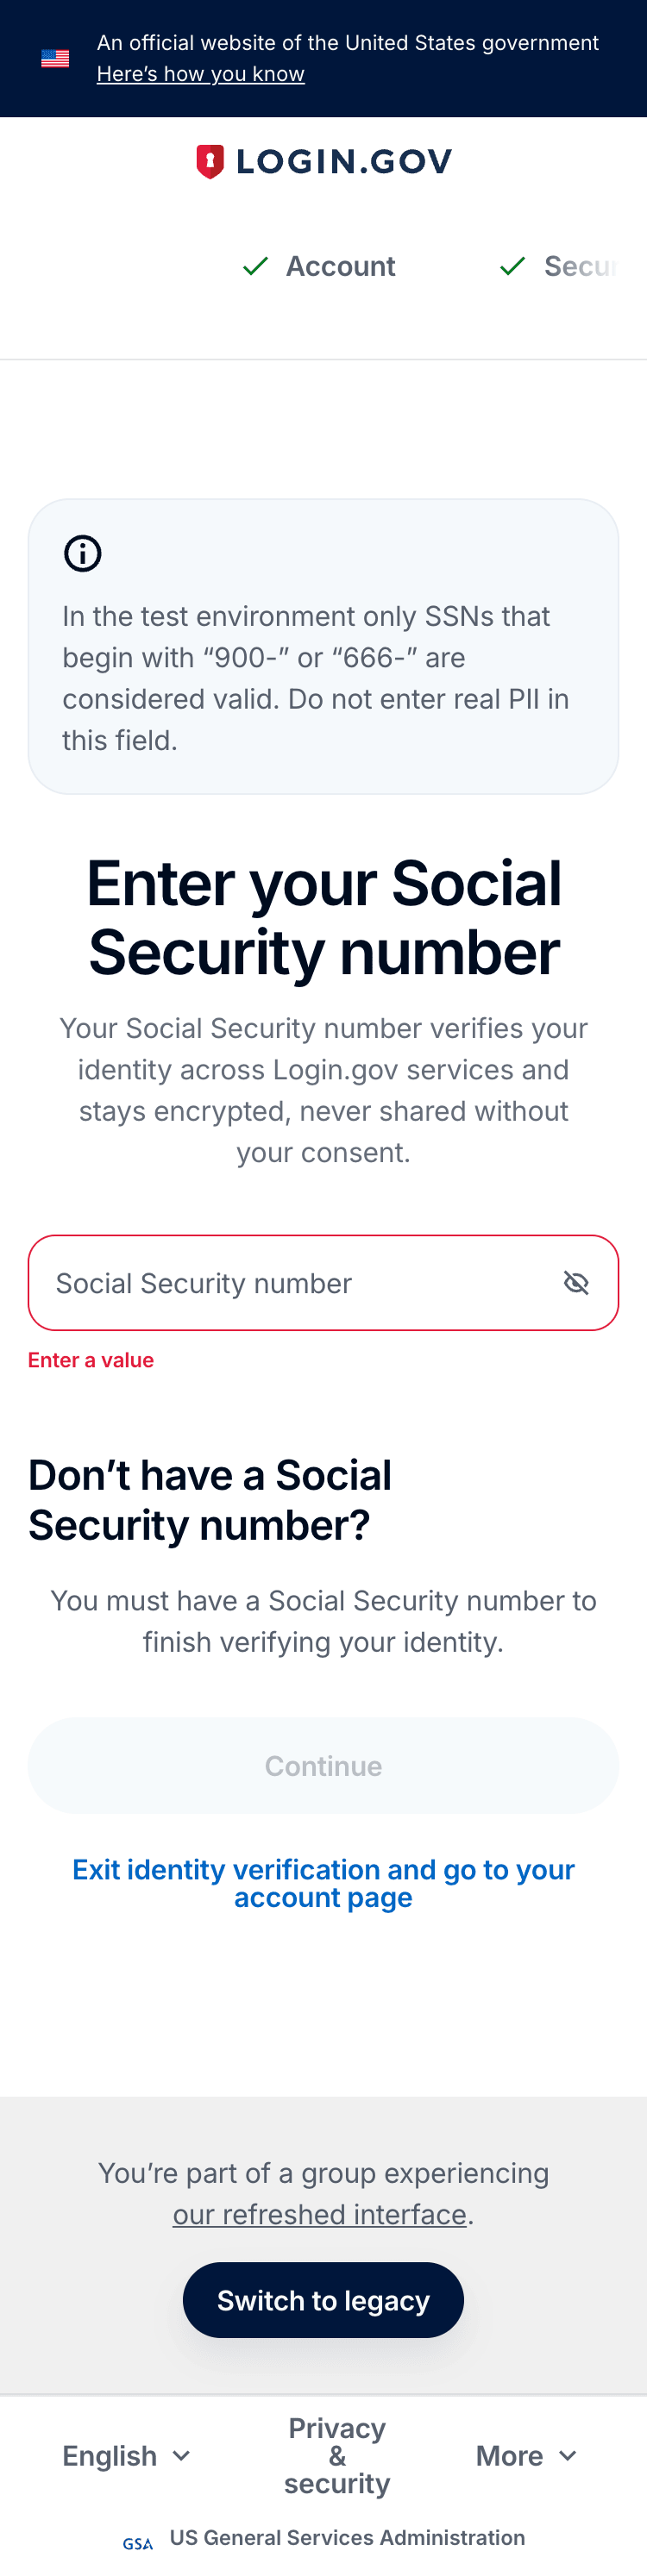 An official website of the United States government
Here’s how you know
LOGIN.GOV
Account
Secur
In the test environment only SSNs that
begin with “900-” or “666-” are
considered valid. Do not enter real PII in
this field.
Enter your Social
Security number
Your Social Security number verifies your
identity across Login.gov services and
stays encrypted, never shared without
your consent.
Social Security number
Enter a value
Don’t have a Social
Security number?
You must have a Social Security number to
finish verifying your identity.
Continue
Exit identity verification and go to your
account page
You’re part of a group experiencing
our refreshed interface.
Switch to legacy
English
Privacy
&
security
More
GSA US General Services Administration